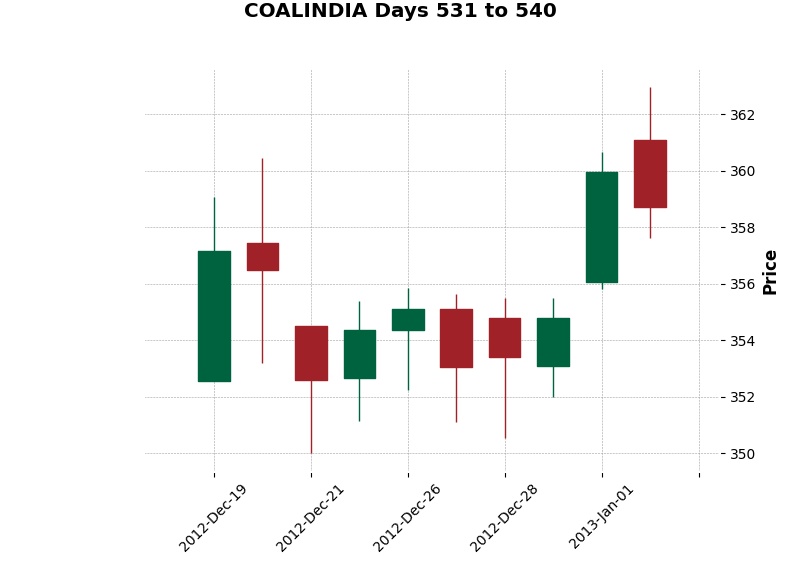 COALINDIA Days 531 to 540
362
360
358
356
354
352
350
Price
2012-Dec-19
2012-Dec-21
2012-Dec-26
2012-Dec-28
2013-Jan-01